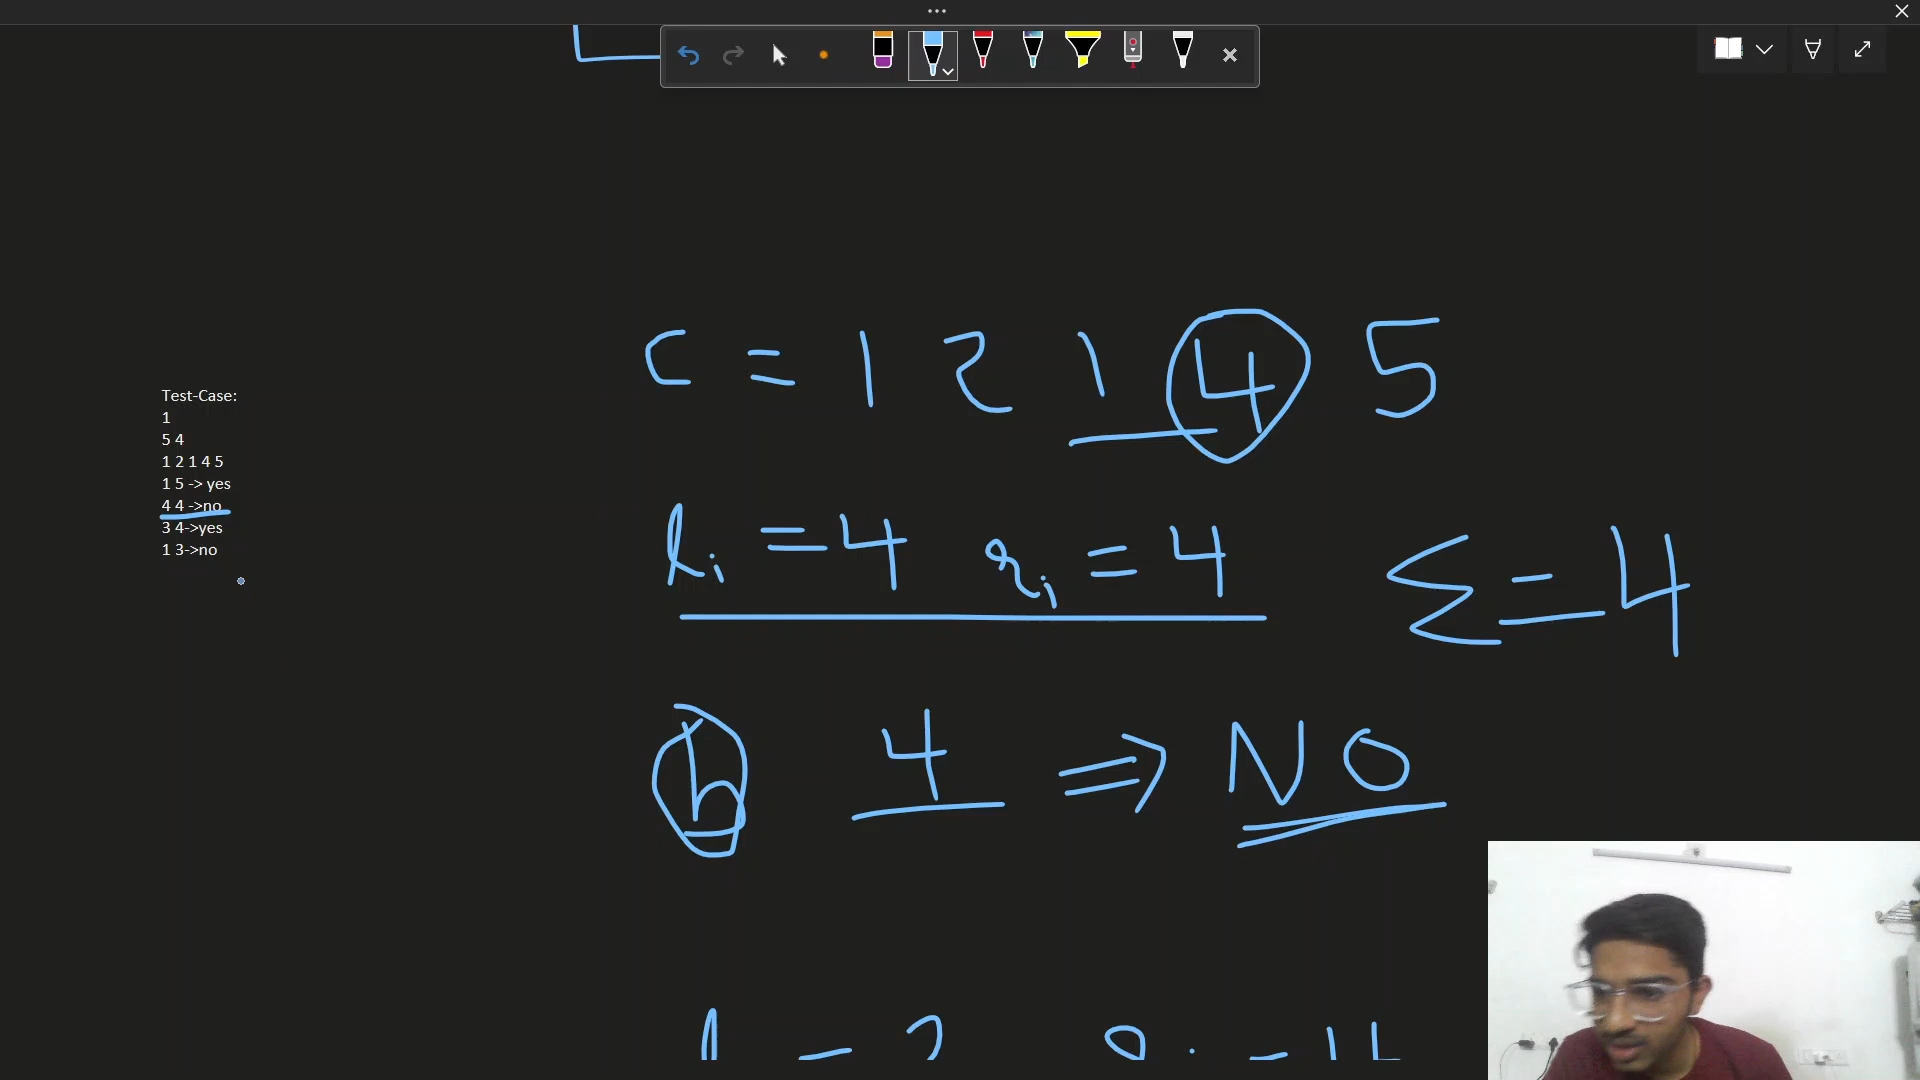 Test-Case:
1
5 4
1 2 1 4 5
1 5 -> yes
4 4 ->no
3 4->yes
1 3->no
c = 1 2 1 4 5
li = 4 ri = 4
Σ = 4
b 4 ⇒ NO